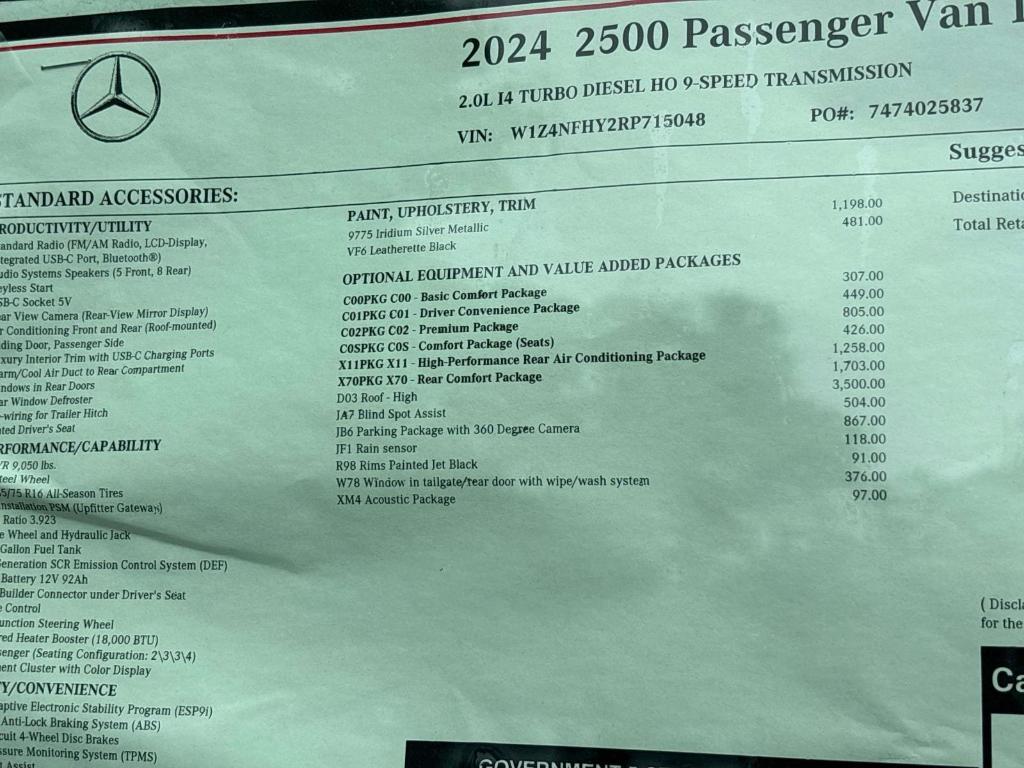 2024 2500 Passenger Van
2.0L I4 TURBO DIESEL HO 9-SPEED TRANSMISSION
VIN: W1Z4NFHY2RP715048 PO#: 7474025837
Sugges
Destinatio
Total Reta
STANDARD ACCESSORIES:
RODUCTIVITY/UTILITY
andard Radio (FM/AM Radio, LCD-Display,
tegrated USB-C Port, Bluetooth®)
udio Systems Speakers (5 Front, 8 Rear)
eyless Start
SB-C Socket 5V
ear View Camera (Rear-View Mirror Display)
r Conditioning Front and Rear (Roof-mounted)
ding Door, Passenger Side
xury Interior Trim with USB-C Charging Ports
arm/Cool Air Duct to Rear Compartment
ndows in Rear Doors
ar Window Defroster
-wiring for Trailer Hitch
ted Driver's Seat
RFORMANCE/CAPABILITY
R 9,050 lbs.
teel Wheel
5/75 R16 All-Season Tires
nstallation PSM (Upfitter Gateway)
Ratio 3.923
e Wheel and Hydraulic Jack
Gallon Fuel Tank
eneration SCR Emission Control System (DEF)
Battery 12V 92Ah
Builder Connector under Driver's Seat
e Control
unction Steering Wheel
red Heater Booster (18,000 BTU)
senger (Seating Configuration: 2\3\3\4)
ent Cluster with Color Display
Y/CONVENIENCE
aptive Electronic Stability Program (ESP9i)
Anti-Lock Braking System (ABS)
cuit 4-Wheel Disc Brakes
ssure Monitoring System (TPMS)
t Assist
PAINT, UPHOLSTERY, TRIM
9775 Iridium Silver Metallic 1,198.00
VF6 Leatherette Black 481.00
OPTIONAL EQUIPMENT AND VALUE ADDED PACKAGES
C00PKG C00 - Basic Comfort Package 307.00
C01PKG C01 - Driver Convenience Package 449.00
C02PKG C02 - Premium Package 805.00
C0SPKG C0S - Comfort Package (Seats) 426.00
X11PKG X11 - High-Performance Rear Air Conditioning Package 1,258.00
X70PKG X70 - Rear Comfort Package 1,703.00
D03 Roof - High 3,500.00
JA7 Blind Spot Assist 504.00
JB6 Parking Package with 360 Degree Camera 867.00
JF1 Rain sensor 118.00
R98 Rims Painted Jet Black 91.00
W78 Window in tailgate/rear door with wipe/wash system 376.00
XM4 Acoustic Package 97.00
( Discla
for the
Ca